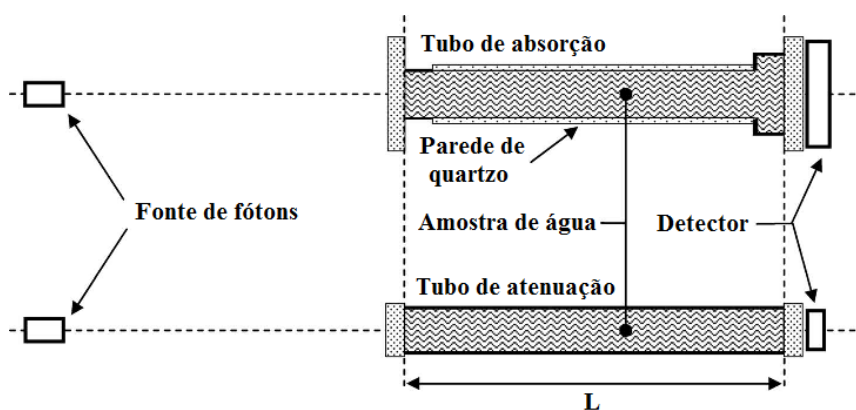 Tubo de absorção
Parede de
quartzo
Fonte de fótons
Amostra de água
Detector
Tubo de atenuação
L